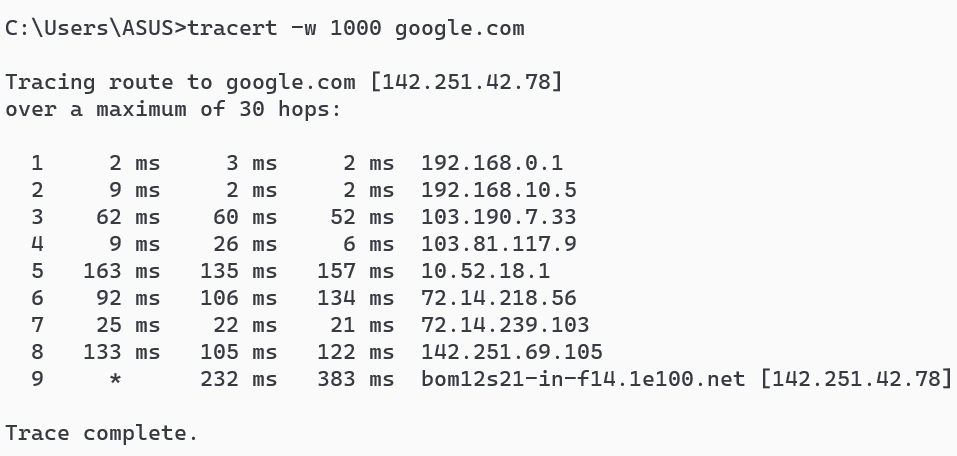 C:\Users\ASUS>tracert -w 1000 google.com
Tracing route to google.com [142.251.42.78]
over a maximum of 30 hops:
1 2 ms 3 ms 2 ms 192.168.0.1
2 9 ms 2 ms 2 ms 192.168.10.5
3 62 ms 60 ms 52 ms 103.190.7.33
4 9 ms 26 ms 6 ms 103.81.117.9
5 163 ms 135 ms 157 ms 10.52.18.1
6 92 ms 106 ms 134 ms 72.14.218.56
7 25 ms 22 ms 21 ms 72.14.239.103
8 133 ms 105 ms 122 ms 142.251.69.105
9 * 232 ms 383 ms bom12s21-in-f14.1e100.net [142.251.42.78]
Trace complete.